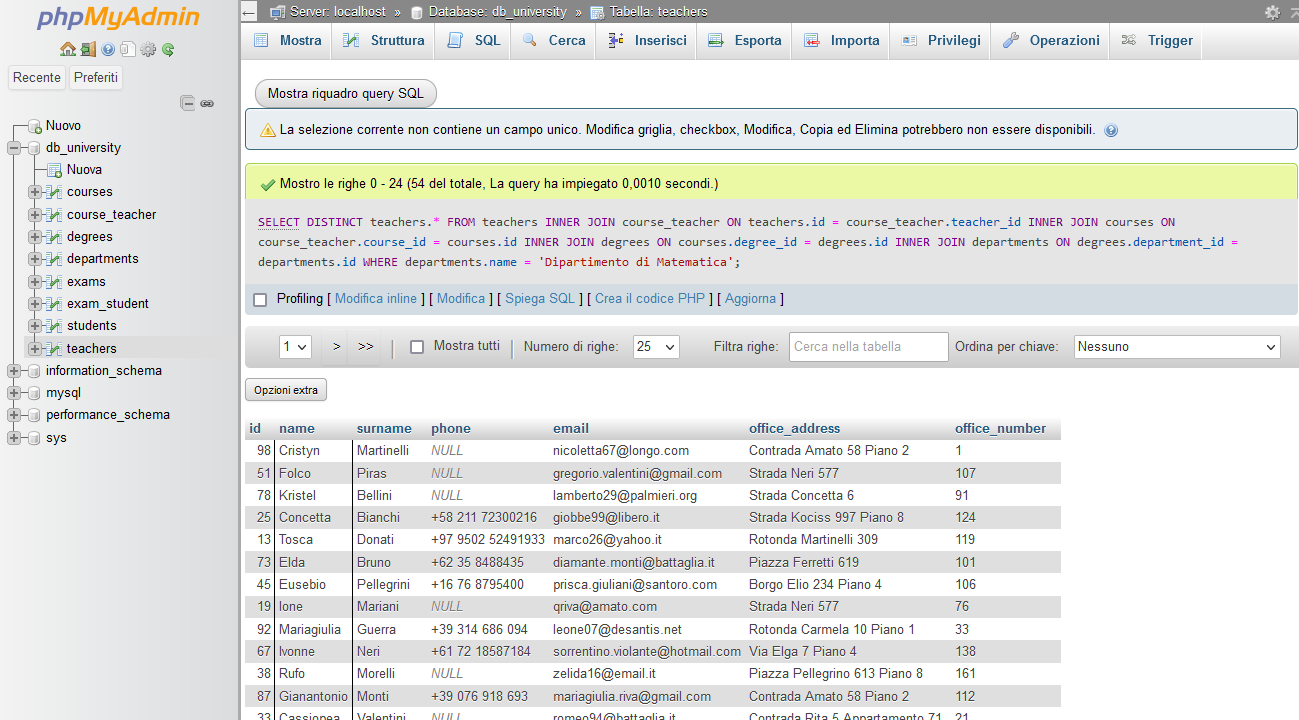 phpMyAdmin
Recente Preferiti
Nuovo
db_university
Nuova
courses
course_teacher
degrees
departments
exams
exam_student
students
teachers
information_schema
mysql
performance_schema
sys
Server: localhost » Database: db_university » Tabella: teachers
Mostra Struttura SQL Cerca Inserisci Esporta Importa Privilegi Operazioni Trigger
Mostra riquadro query SQL
La selezione corrente non contiene un campo unico. Modifica griglia, checkbox, Modifica, Copia ed Elimina potrebbero non essere disponibili.
Mostro le righe 0 - 24 (54 del totale, La query ha impiegato 0,0010 secondi.)
SELECT DISTINCT teachers.* FROM teachers INNER JOIN course_teacher ON teachers.id = course_teacher.teacher_id INNER JOIN courses ON
course_teacher.course_id = courses.id INNER JOIN degrees ON courses.degree_id = degrees.id INNER JOIN departments ON degrees.department_id =
departments.id WHERE departments.name = 'Dipartimento di Matematica';
Profiling [ Modifica inline ] [ Modifica ] [ Spiega SQL ] [ Crea il codice PHP ] [ Aggiorna ]
1 > >> | Mostra tutti | Numero di righe: 25 Filtra righe: Cerca nella tabella Ordina per chiave: Nessuno
Opzioni extra
id name surname phone email office_address office_number
98 Cristyn Martinelli NULL nicoletta67@longo.com Contrada Amato 58 Piano 2 1
51 Folco Piras NULL gregorio.valentini@gmail.com Strada Neri 577 107
78 Kristel Bellini NULL lamberto29@palmieri.org Strada Concetta 6 91
25 Concetta Bianchi +58 211 72300216 giobbe99@libero.it Strada Kociss 997 Piano 8 124
13 Tosca Donati +97 9502 52491933 marco26@yahoo.it Rotonda Martinelli 309 119
73 Elda Bruno +62 35 8488435 diamante.monti@battaglia.it Piazza Ferretti 619 101
45 Eusebio Pellegrini +16 76 8795400 prisca.giuliani@santoro.com Borgo Elio 234 Piano 4 106
19 Ione Mariani NULL qriva@amato.com Strada Neri 577 76
92 Mariagiulia Guerra +39 314 686 094 leone07@desantis.net Rotonda Carmela 10 Piano 1 33
67 Ivonne Neri +61 72 18587184 sorrentino.violante@hotmail.com Via Elga 7 Piano 4 138
38 Rufo Morelli NULL zelida16@email.it Piazza Pellegrino 613 Piano 8 161
87 Gianantonio Monti +39 076 918 693 mariagiulia.riva@gmail.com Contrada Amato 58 Piano 2 112
33 Cassiopea Valentini NULL romeo94@battaglia.it Contrada Rita 5 Appartamento 71 21